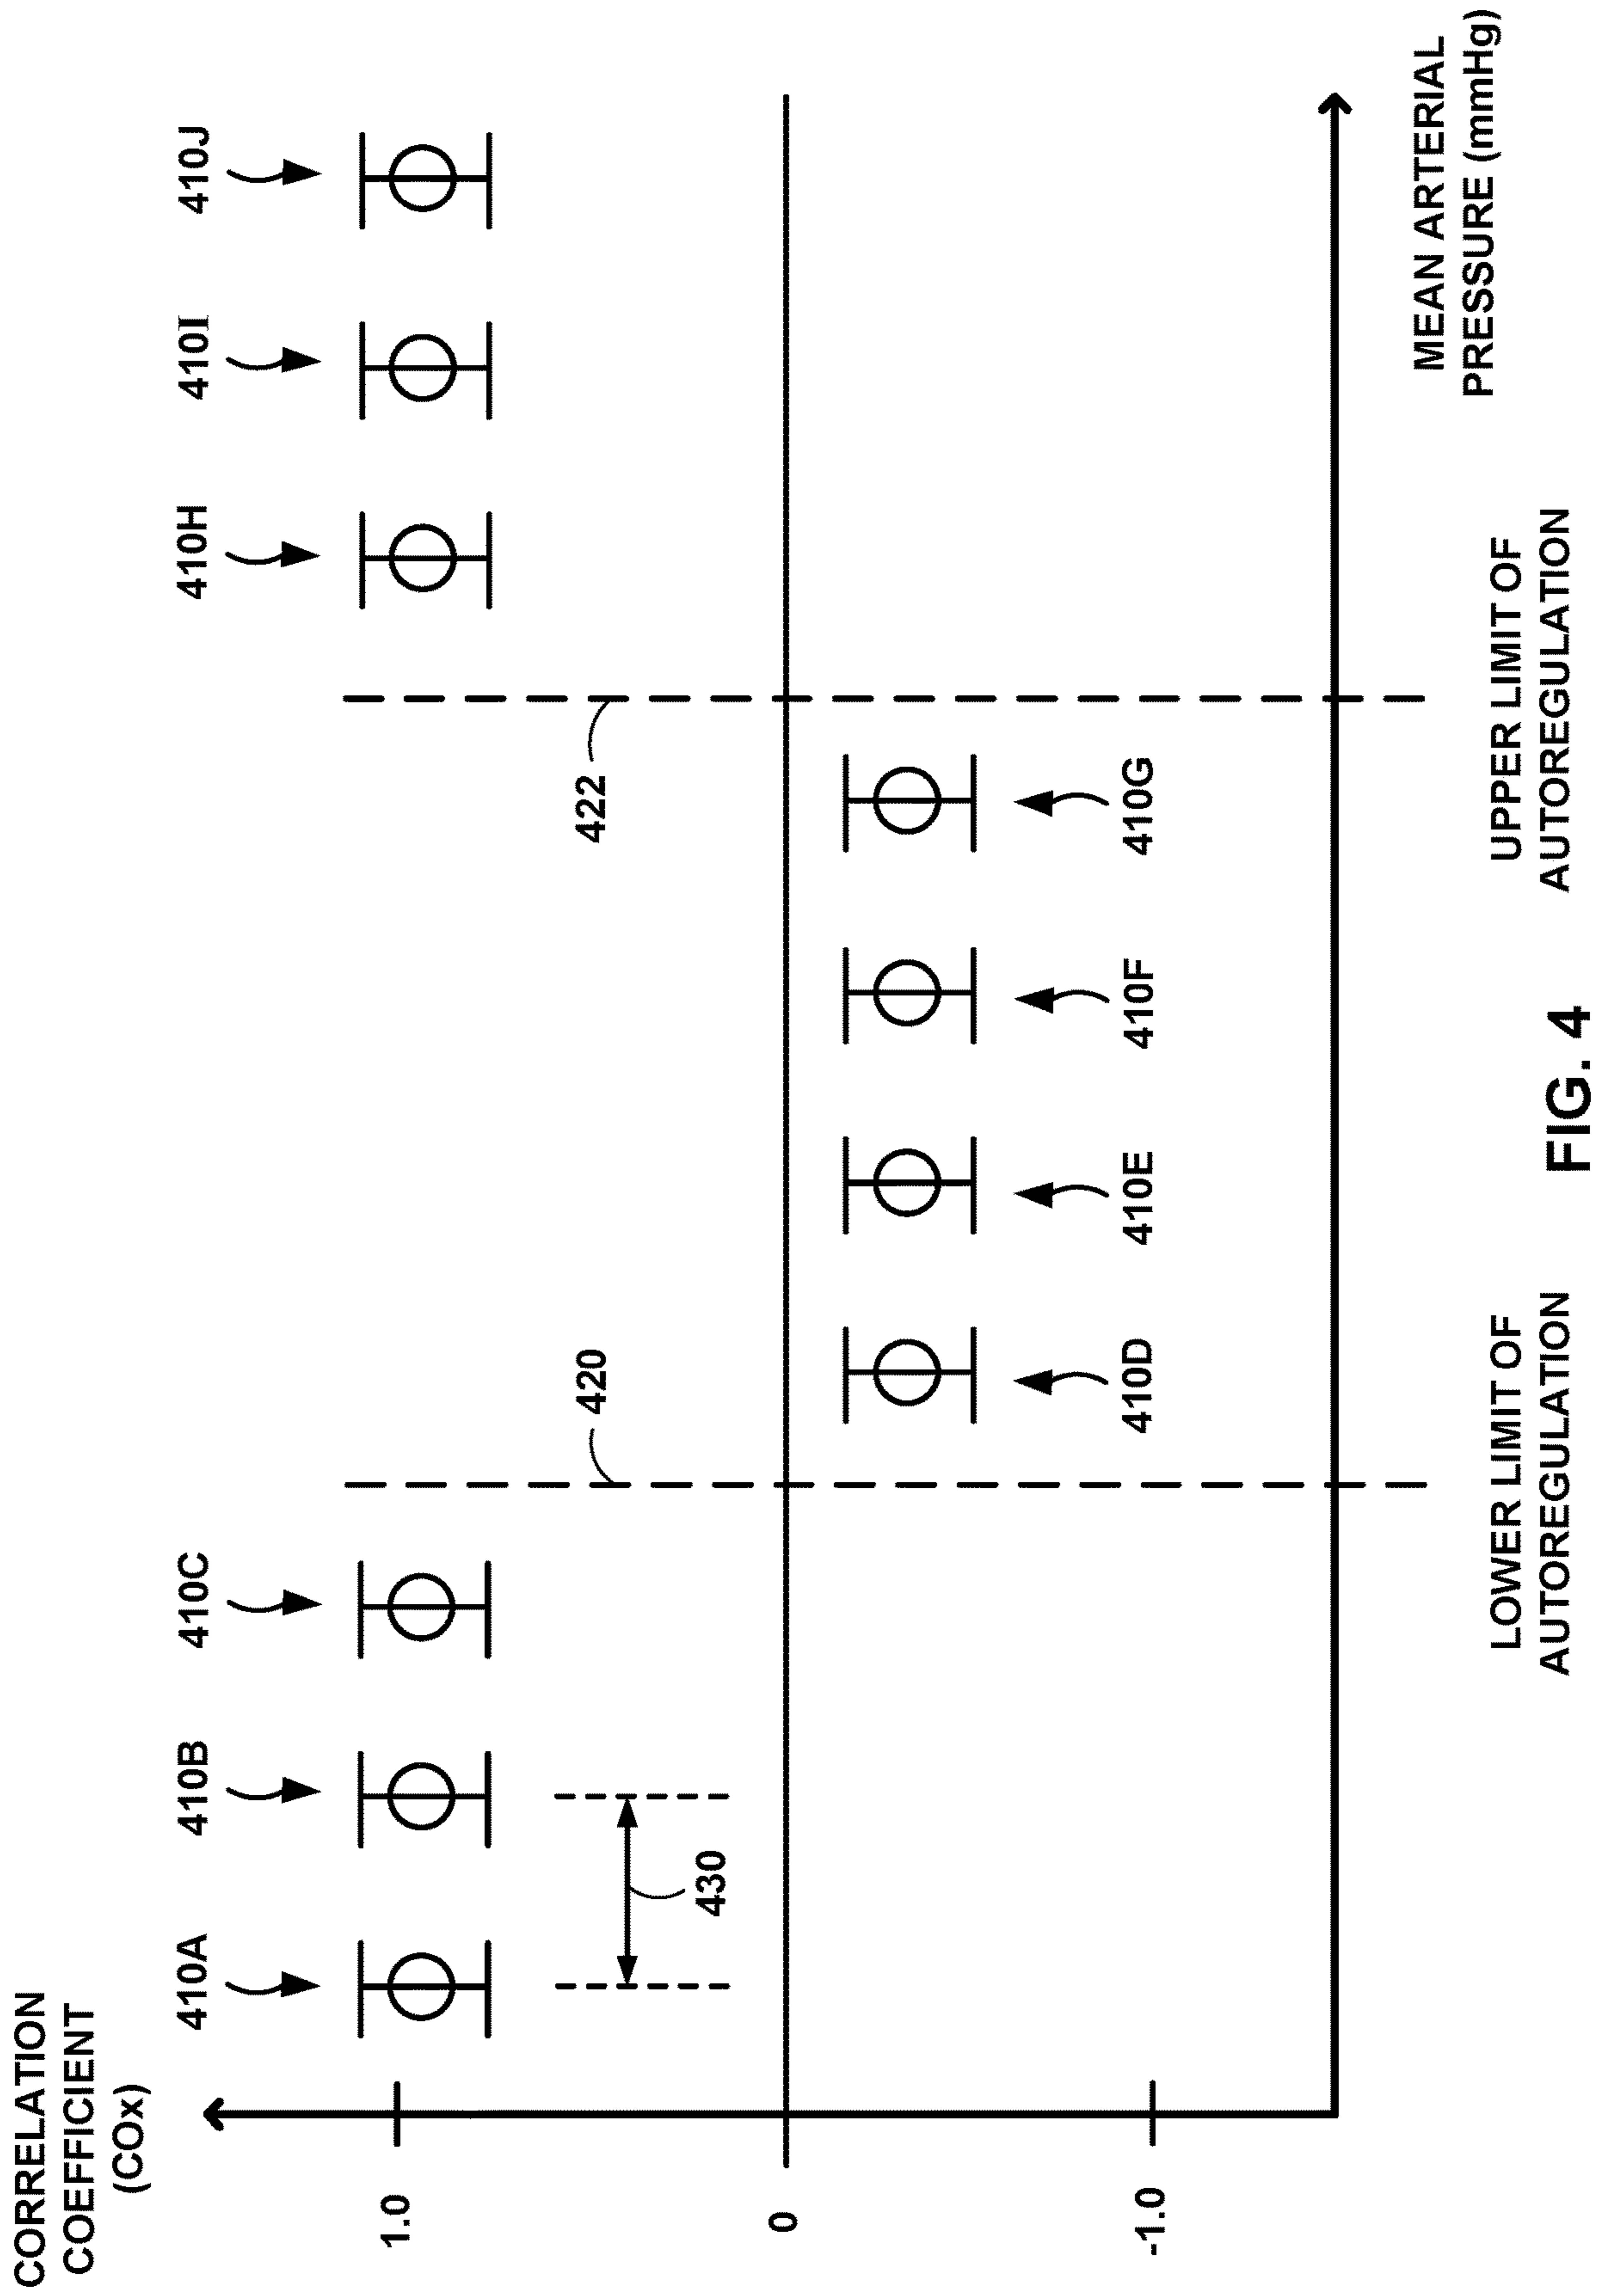 CORRELATION
COEFFICIENT
(COx)
410A
410B
410C
410H
410I
410J
1.0
420
422
430
0
410D
410E
410F
410G
-1.0
MEAN ARTERIAL
PRESSURE (mmHg)
LOWER LIMIT OF
AUTOREGULATION
UPPER LIMIT OF
AUTOREGULATION
FIG. 4